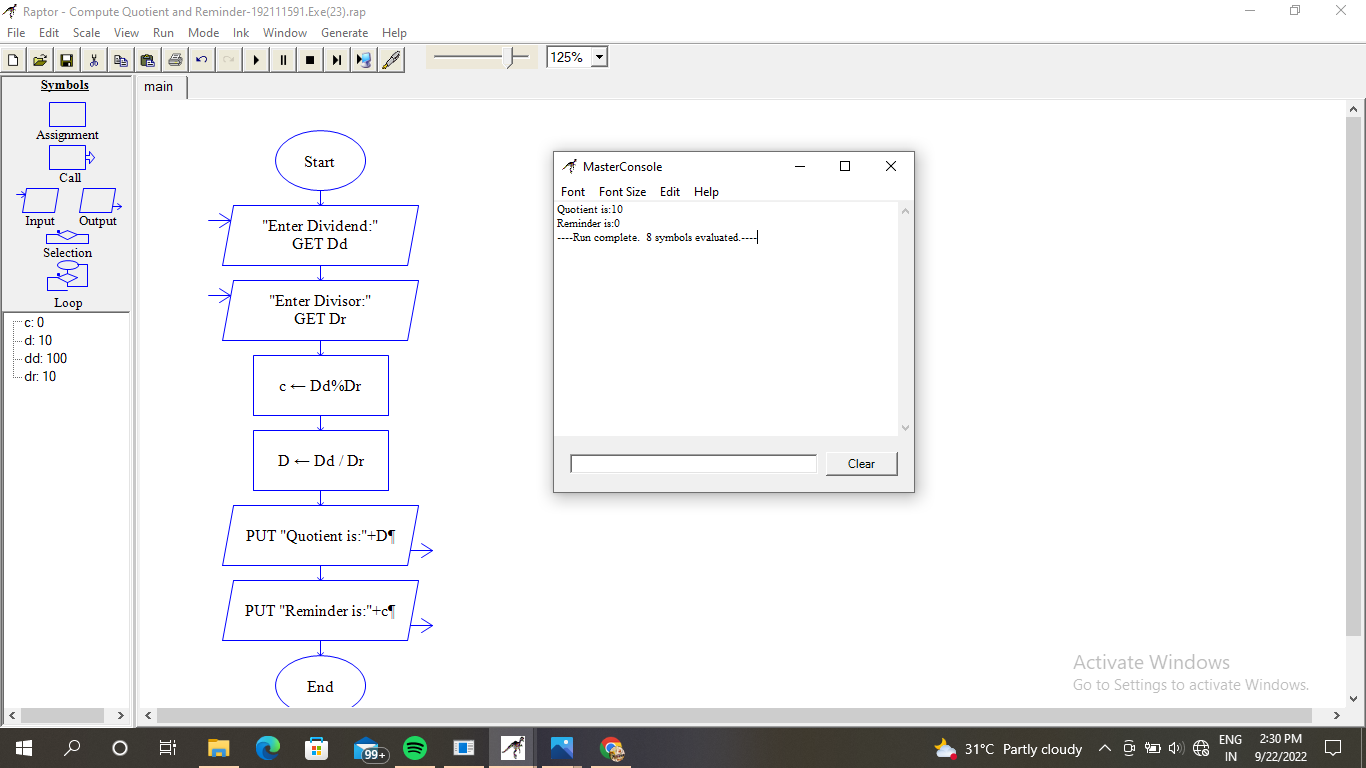 Raptor - Compute Quotient and Reminder-192111591.Exe(23).rap
File Edit Scale View Run Mode Ink Window Generate Help
125%
Symbols
Assignment
Call
Input Output
Selection
Loop
c: 0
d: 10
dd: 100
dr: 10
main
Start
"Enter Dividend:"
GET Dd
"Enter Divisor:"
GET Dr
c ← Dd%Dr
D ← Dd / Dr
PUT "Quotient is:"+D¶
PUT "Reminder is:"+c¶
End
MasterConsole
Font Font Size Edit Help
Quotient is:10
Reminder is:0
----Run complete.  8 symbols evaluated.----
Clear
Activate Windows
Go to Settings to activate Windows.
99+
31°C Partly cloudy
ENG
IN
2:30 PM
9/22/2022